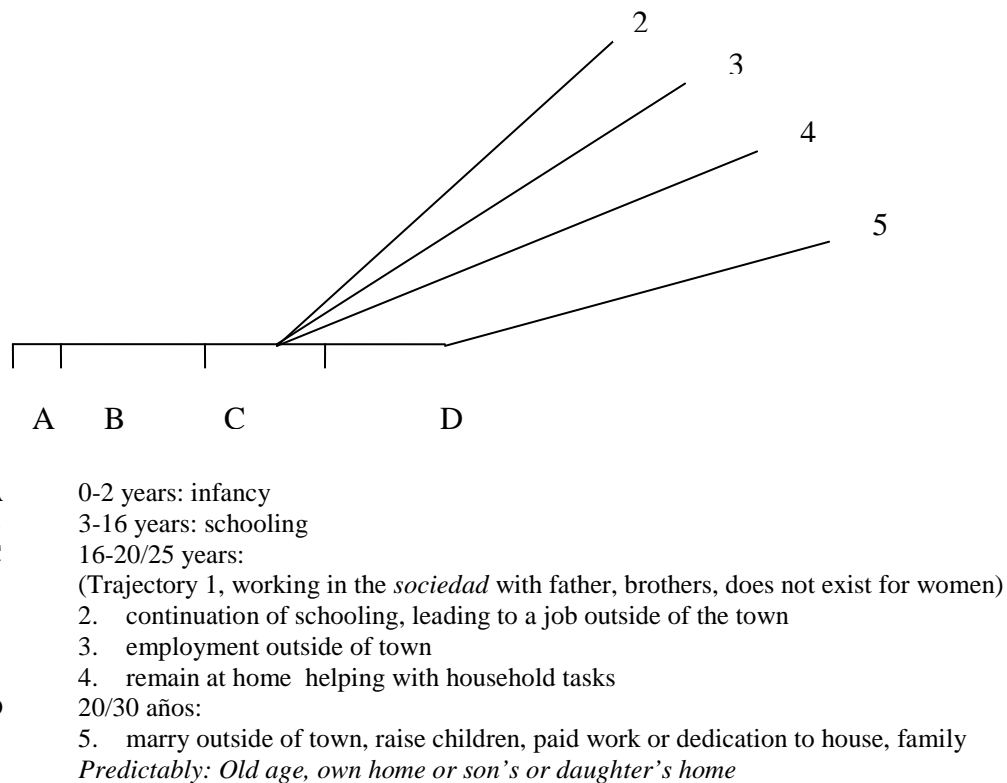 2
3
4
5
A B C D
0-2 years: infancy
3-16 years: schooling
16-20/25 years:
(Trajectory 1, working in the sociedad with father, brothers, does not exist for women)
2. continuation of schooling, leading to a job outside of the town
3. employment outside of town
4. remain at home helping with household tasks
20/30 años:
5. marry outside of town, raise children, paid work or dedication to house, family
Predictably: Old age, own home or son's or daughter's home